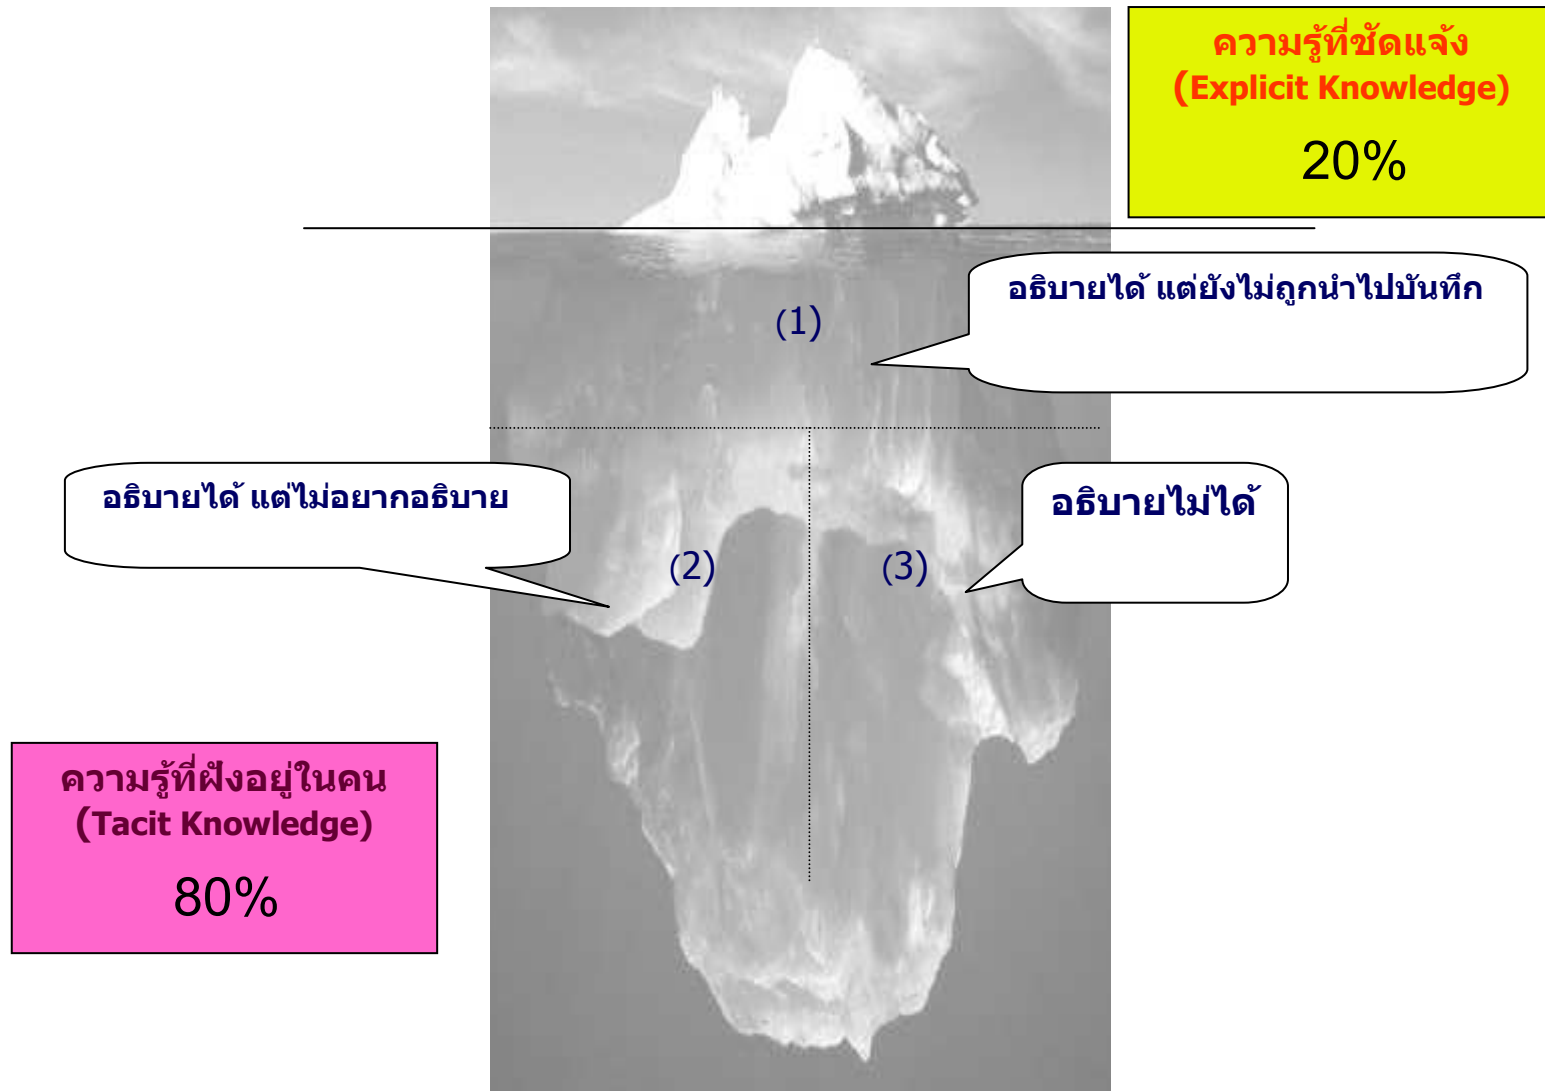 ความรู้ที่ชัดแจ้ง
(Explicit Knowledge)
20%
อธิบายได้ แต่ยังไม่ถูกนำไปบันทึก
(1)
อธิบายได้ แต่ไม่อยากอธิบาย
อธิบายไม่ได้
(2)
(3)
ความรู้ที่ฝังอยู่ในคน
(Tacit Knowledge)
80%